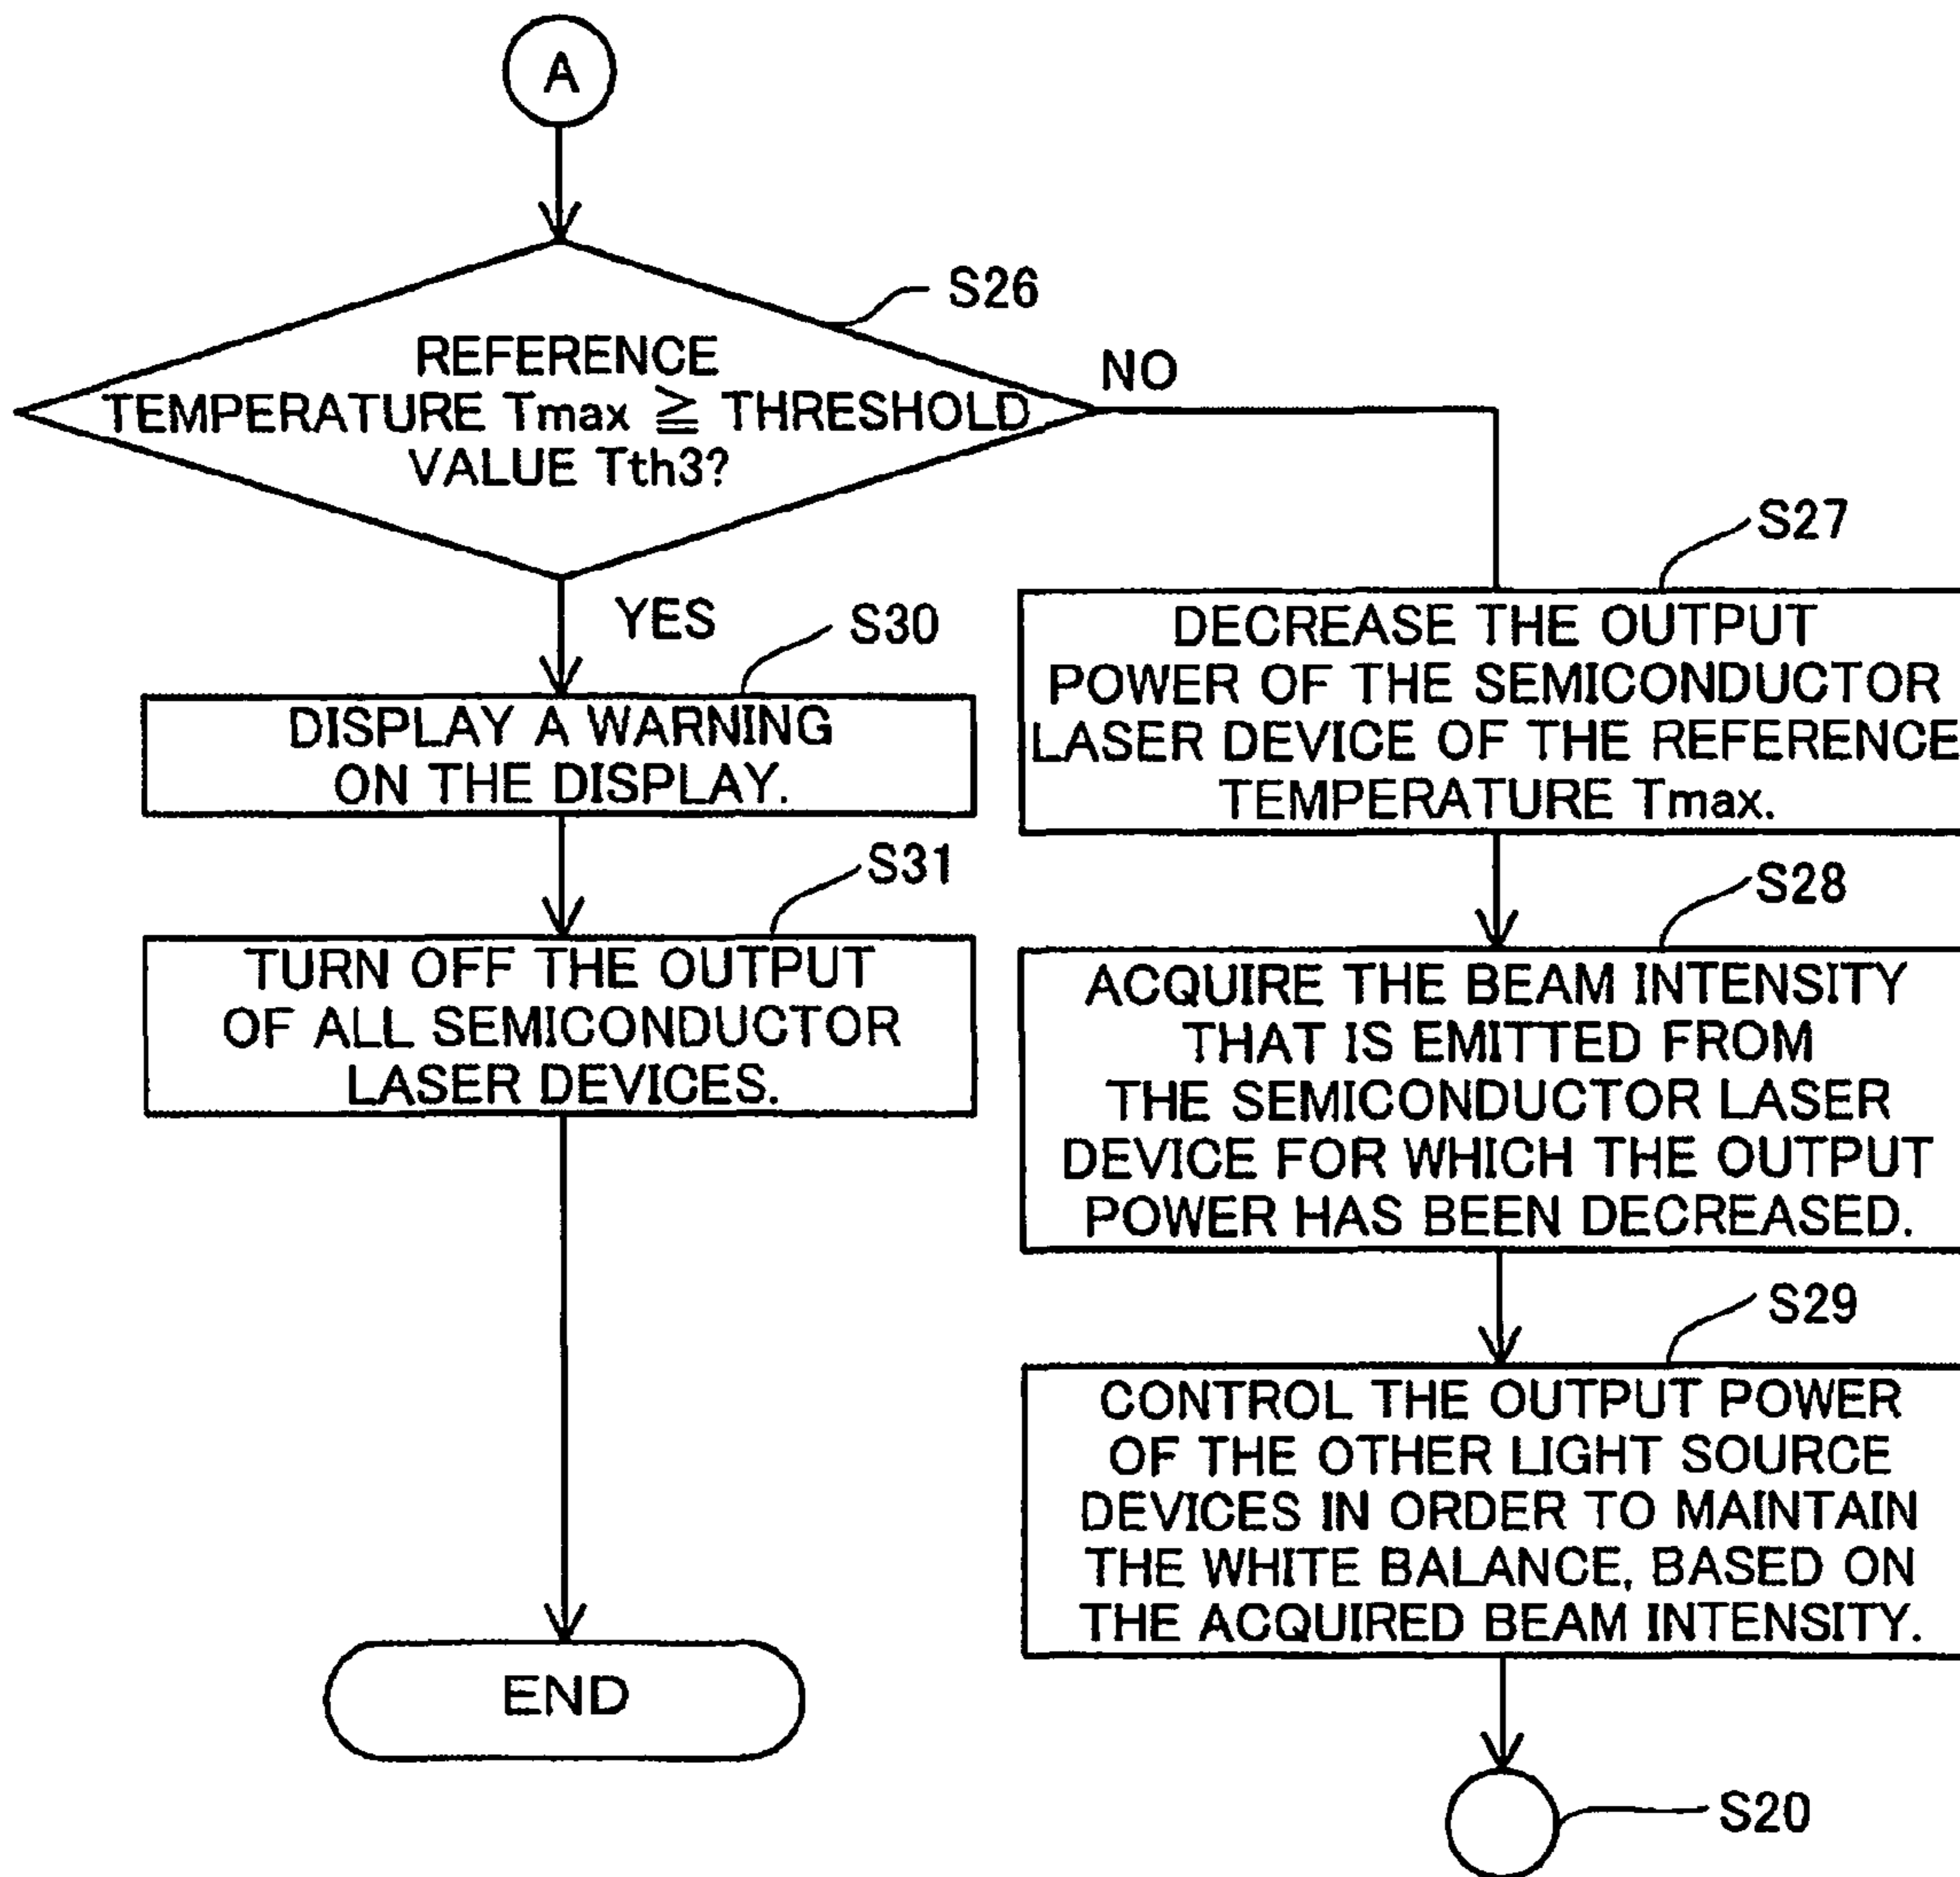 A
S26
REFERENCE
TEMPERATURE Tmax ≧ THRESHOLD
VALUE Tth3?
NO
YES
S30
DISPLAY A WARNING
ON THE DISPLAY.
S31
TURN OFF THE OUTPUT
OF ALL SEMICONDUCTOR
LASER DEVICES.
END
S27
DECREASE THE OUTPUT
POWER OF THE SEMICONDUCTOR
LASER DEVICE OF THE REFERENCE
TEMPERATURE Tmax.
S28
ACQUIRE THE BEAM INTENSITY
THAT IS EMITTED FROM
THE SEMICONDUCTOR LASER
DEVICE FOR WHICH THE OUTPUT
POWER HAS BEEN DECREASED.
S29
CONTROL THE OUTPUT POWER
OF THE OTHER LIGHT SOURCE
DEVICES IN ORDER TO MAINTAIN
THE WHITE BALANCE, BASED ON
THE ACQUIRED BEAM INTENSITY.
S20